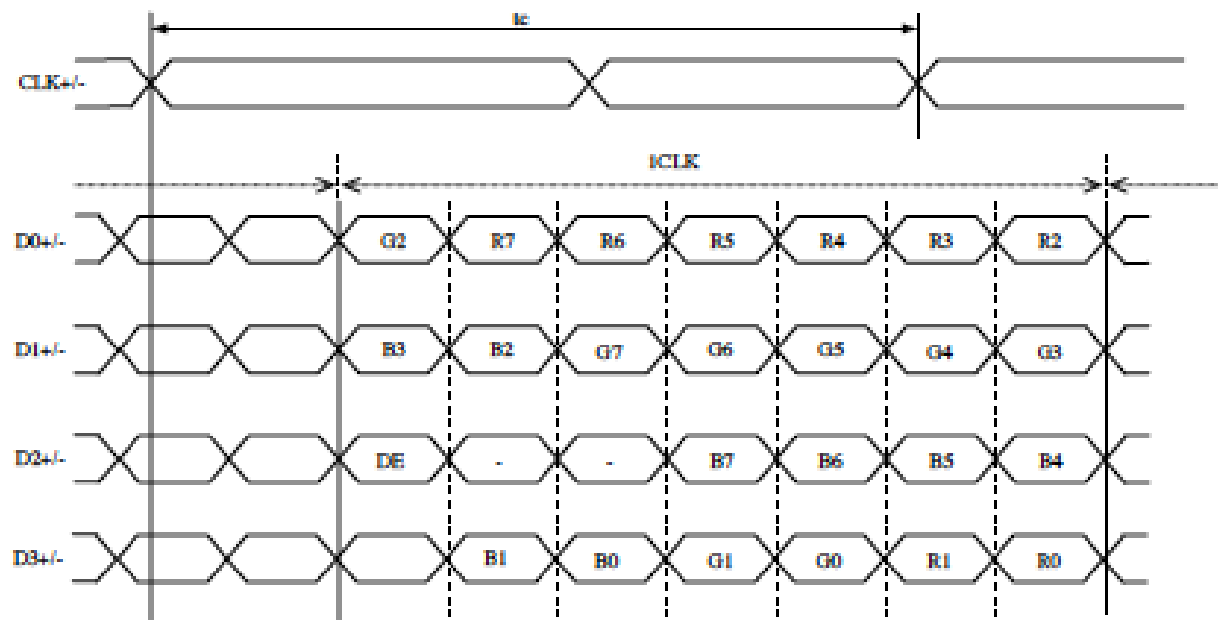 tc
CLK+/-
1CLK
D0+/- G2 R7 R6 R5 R4 R3 R2
D1+/- B3 B2 G7 G6 G5 G4 G3
D2+/- DE - - B7 B6 B5 B4
D3+/- B1 B0 G1 G0 R1 R0